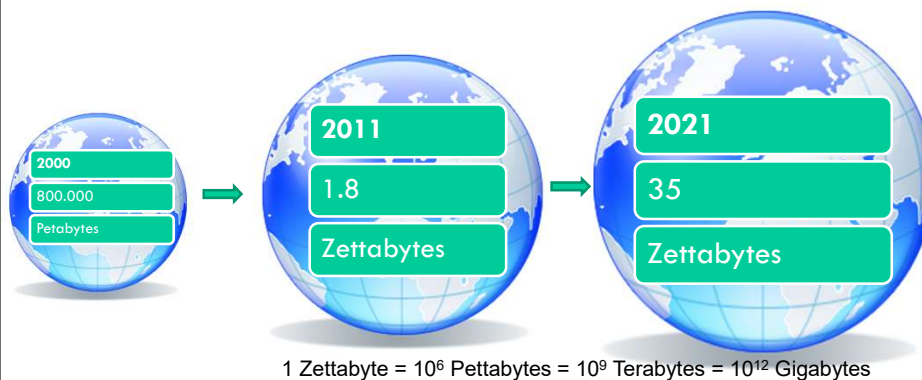 2000
800.000
Petabytes
2011
1.8
Zettabytes
2021
35
Zettabytes
1 Zettabyte = 10⁶ Pettabytes = 10⁹ Terabytes = 10¹² Gigabytes